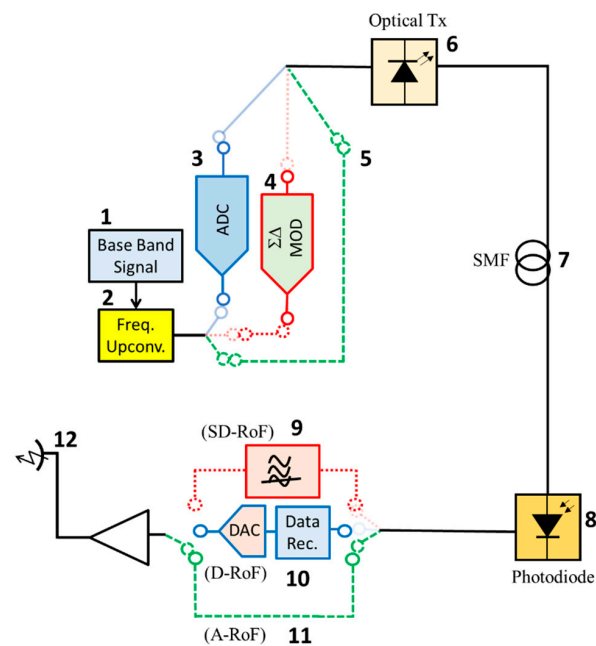 Optical Tx
6
3
5
4
ADC
ΣΔ
MOD
1
Base Band
Signal
2
Freq.
Upconv.
SMF
7
12
(SD-RoF)
9
8
DAC
Data
Rec.
(D-RoF)
10
Photodiode
(A-RoF)
11